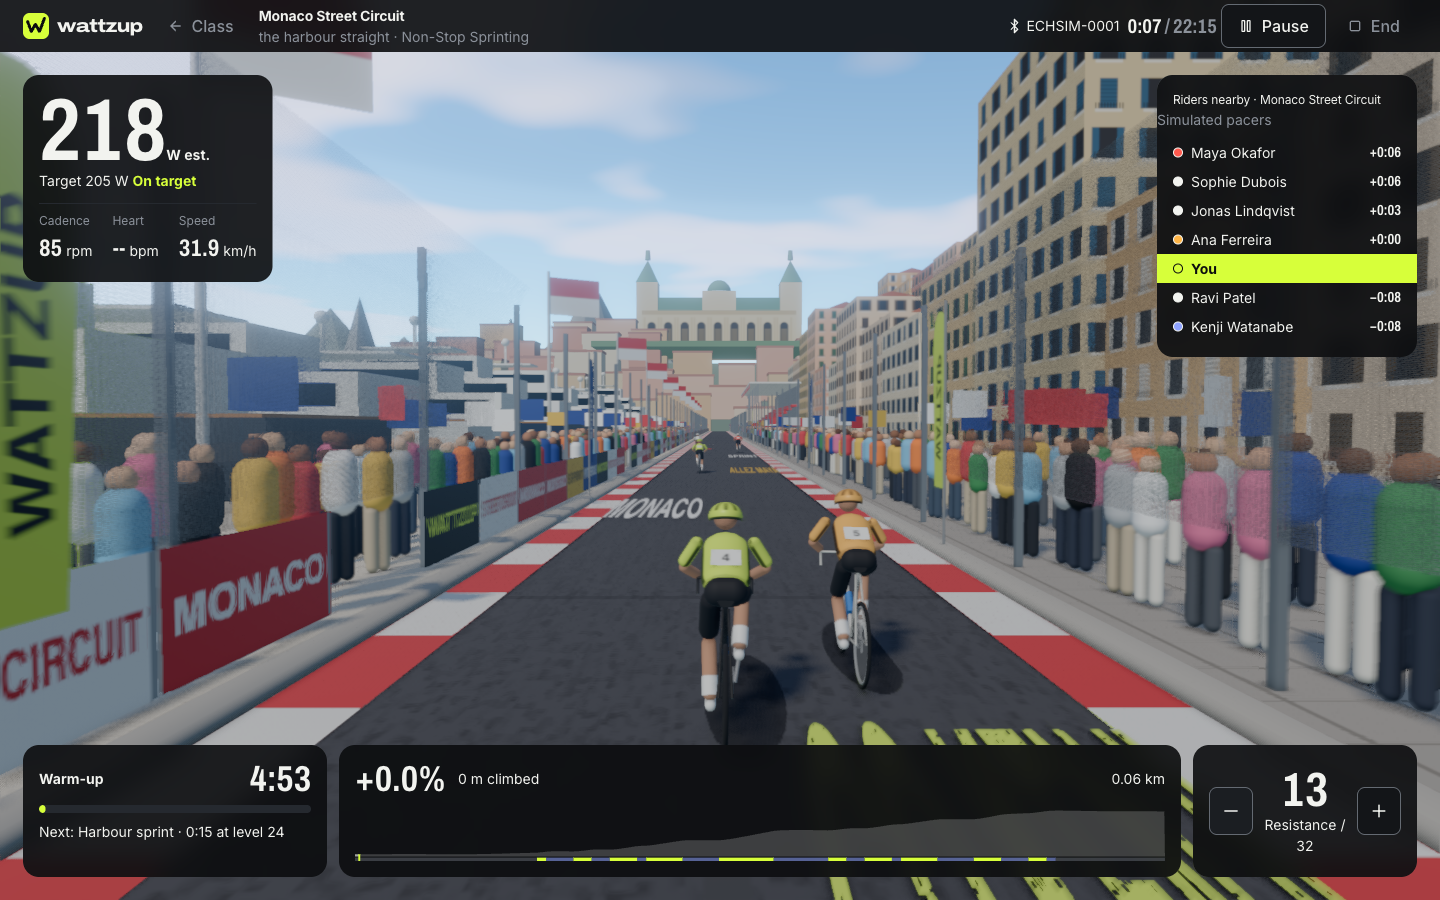 wattzup
Class
Monaco Street Circuit
the harbour straight · Non-Stop Sprinting
ECHSIM-0001 0:07 / 22:15
Pause
End
218 W est.
Target 205 W On target
Cadence Heart Speed
85 rpm -- bpm 31.9 km/h
Riders nearby · Monaco Street Circuit
Simulated pacers
Maya Okafor +0:06
Sophie Dubois +0:06
Jonas Lindqvist +0:03
Ana Ferreira +0:00
You
Ravi Patel −0:08
Kenji Watanabe −0:08
WATTZUP
SPRINT
ALLEZ
MONACO
4
5
MONACO
CIRCUIT
Warm-up 4:53
Next: Harbour sprint · 0:15 at level 24
+0.0% 0 m climbed 0.06 km
13
Resistance /
32